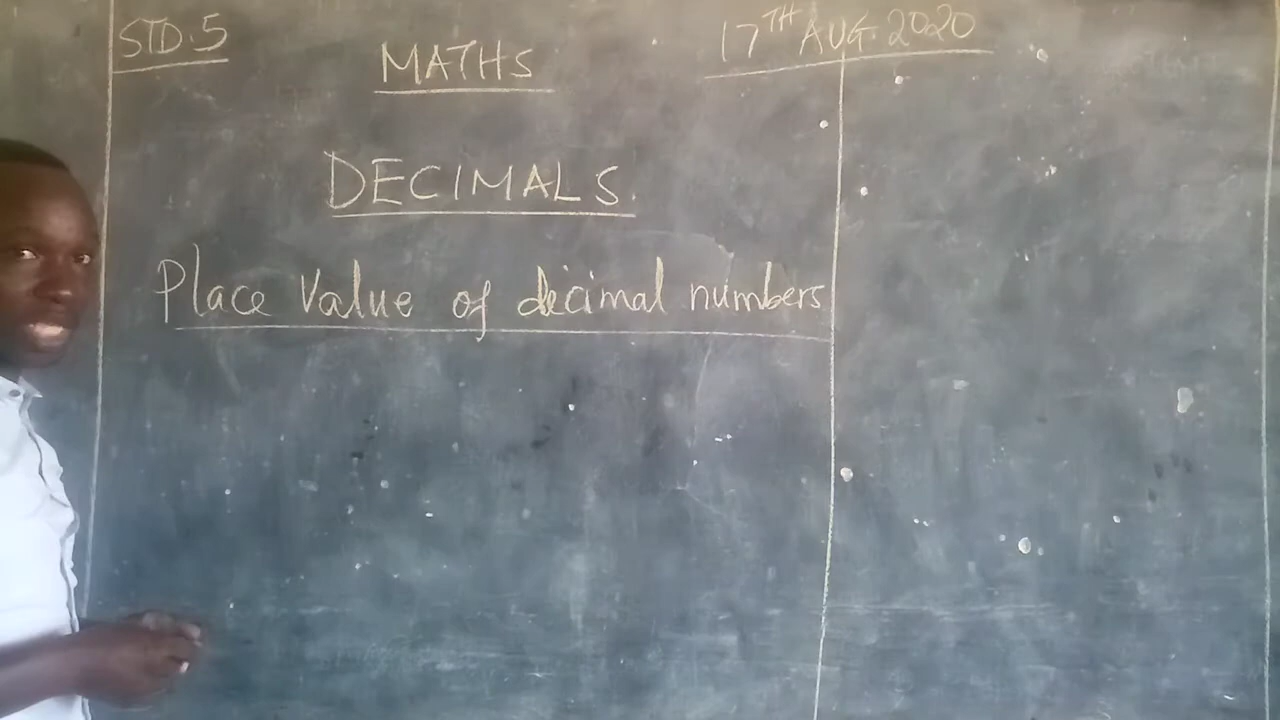 STD.5
MATHS
17TH AUG. 2020
DECIMALS.
Place Value of decimal numbers